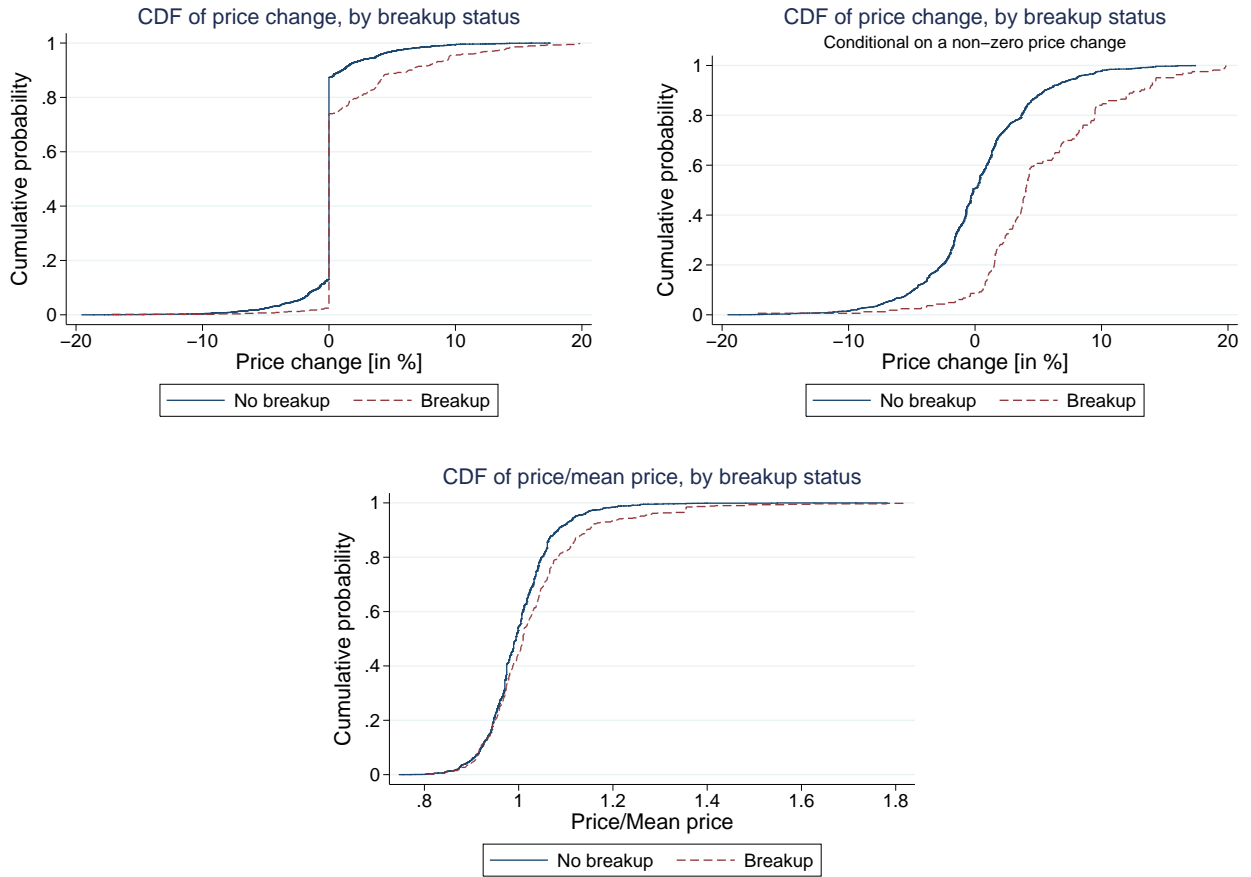 CDF of price change, by breakup status
Cumulative probability
1
.8
.6
.4
.2
0
−20
−10
0
10
20
Price change [in %]
No breakup
Breakup
CDF of price change, by breakup status
Conditional on a non−zero price change
Cumulative probability
1
.8
.6
.4
.2
0
−20
−10
0
10
20
Price change [in %]
No breakup
Breakup
CDF of price/mean price, by breakup status
Cumulative probability
1
.8
.6
.4
.2
0
.8
1
1.2
1.4
1.6
1.8
Price/Mean price
No breakup
Breakup